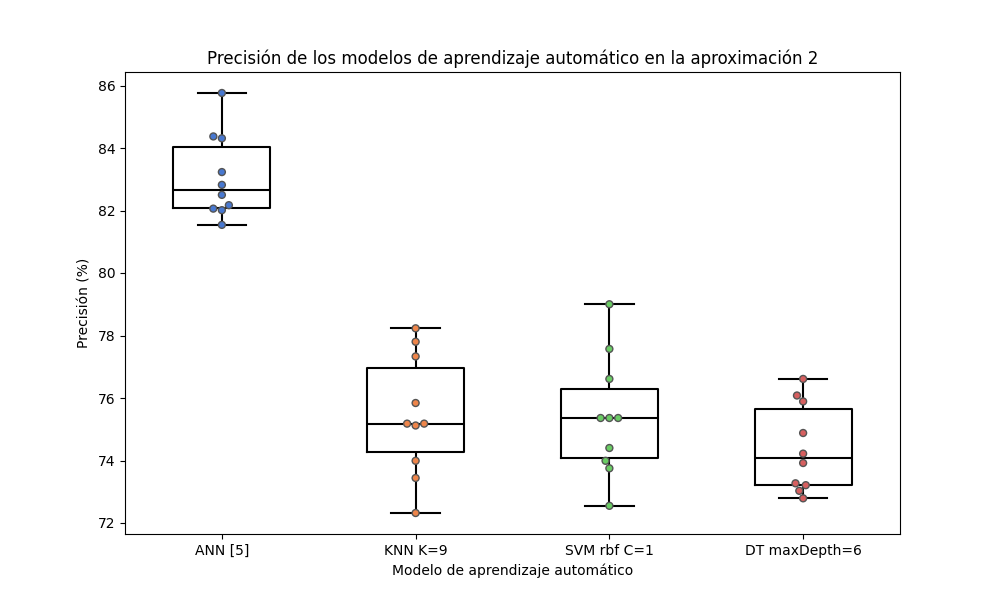 Precisión de los modelos de aprendizaje automático en la aproximación 2
86
84
82
80
78
76
74
72
Precisión (%)
ANN [5] KNN K=9 SVM rbf C=1 DT maxDepth=6
Modelo de aprendizaje automático